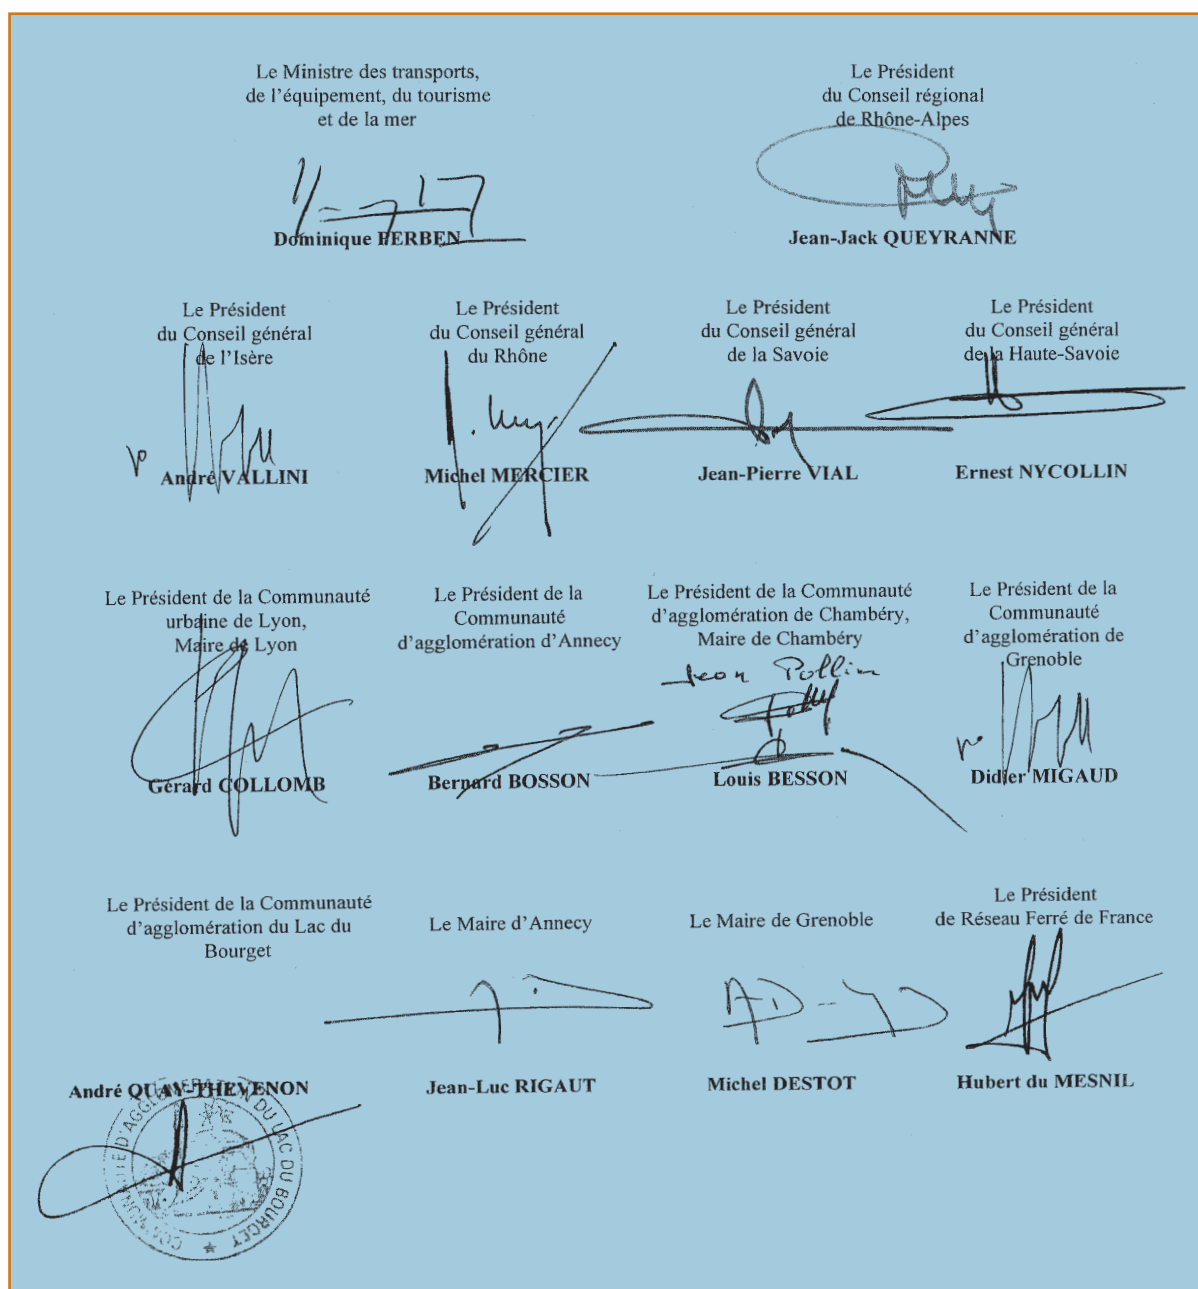 Le Ministre des transports,
de l'équipement, du tourisme
et de la mer
Dominique PERBEN
Le Président
du Conseil régional
de Rhône-Alpes
Jean-Jack QUEYRANNE
Le Président
du Conseil général
de l'Isère
André VALLINI
Le Président
du Conseil général
du Rhône
Michel MERCIER
Le Président
du Conseil général
de la Savoie
Jean-Pierre VIAL
Le Président
du Conseil général
de la Haute-Savoie
Ernest NYCOLLIN
Le Président de la Communauté
urbaine de Lyon,
Maire de Lyon
Gérard COLLOMB
Le Président de la
Communauté
d'agglomération d'Annecy
Bernard BOSSON
Le Président de la Communauté
d'agglomération de Chambéry,
Maire de Chambéry
Jean Pollin
Louis BESSON
Le Président de la
Communauté
d'agglomération de
Grenoble
Didier MIGAUD
Le Président de la Communauté
d'agglomération du Lac du
Bourget
André QUAY-THEVENON
COMMUNAUTE D'AGGLOMERATION DU LAC DU BOURGET
Le Maire d'Annecy
Jean-Luc RIGAUT
Le Maire de Grenoble
Michel DESTOT
Le Président
de Réseau Ferré de France
Hubert du MESNIL